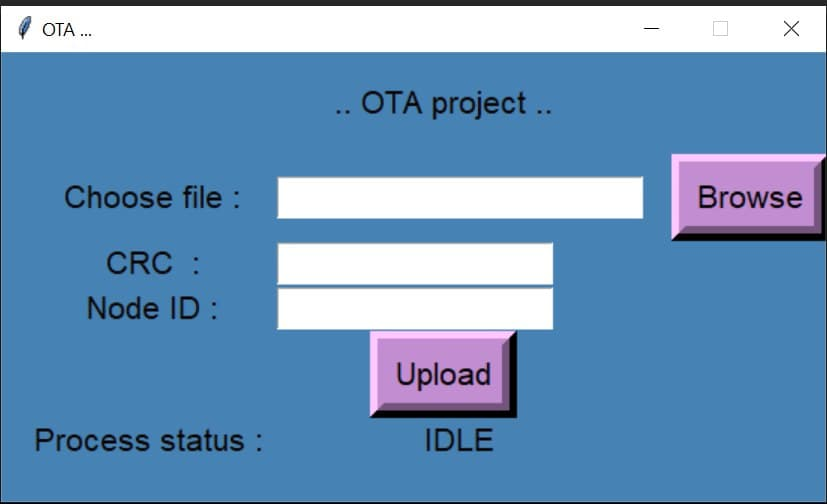 OTA ...
.. OTA project ..
Choose file : Browse
CRC :
Node ID :
Upload
Process status : IDLE